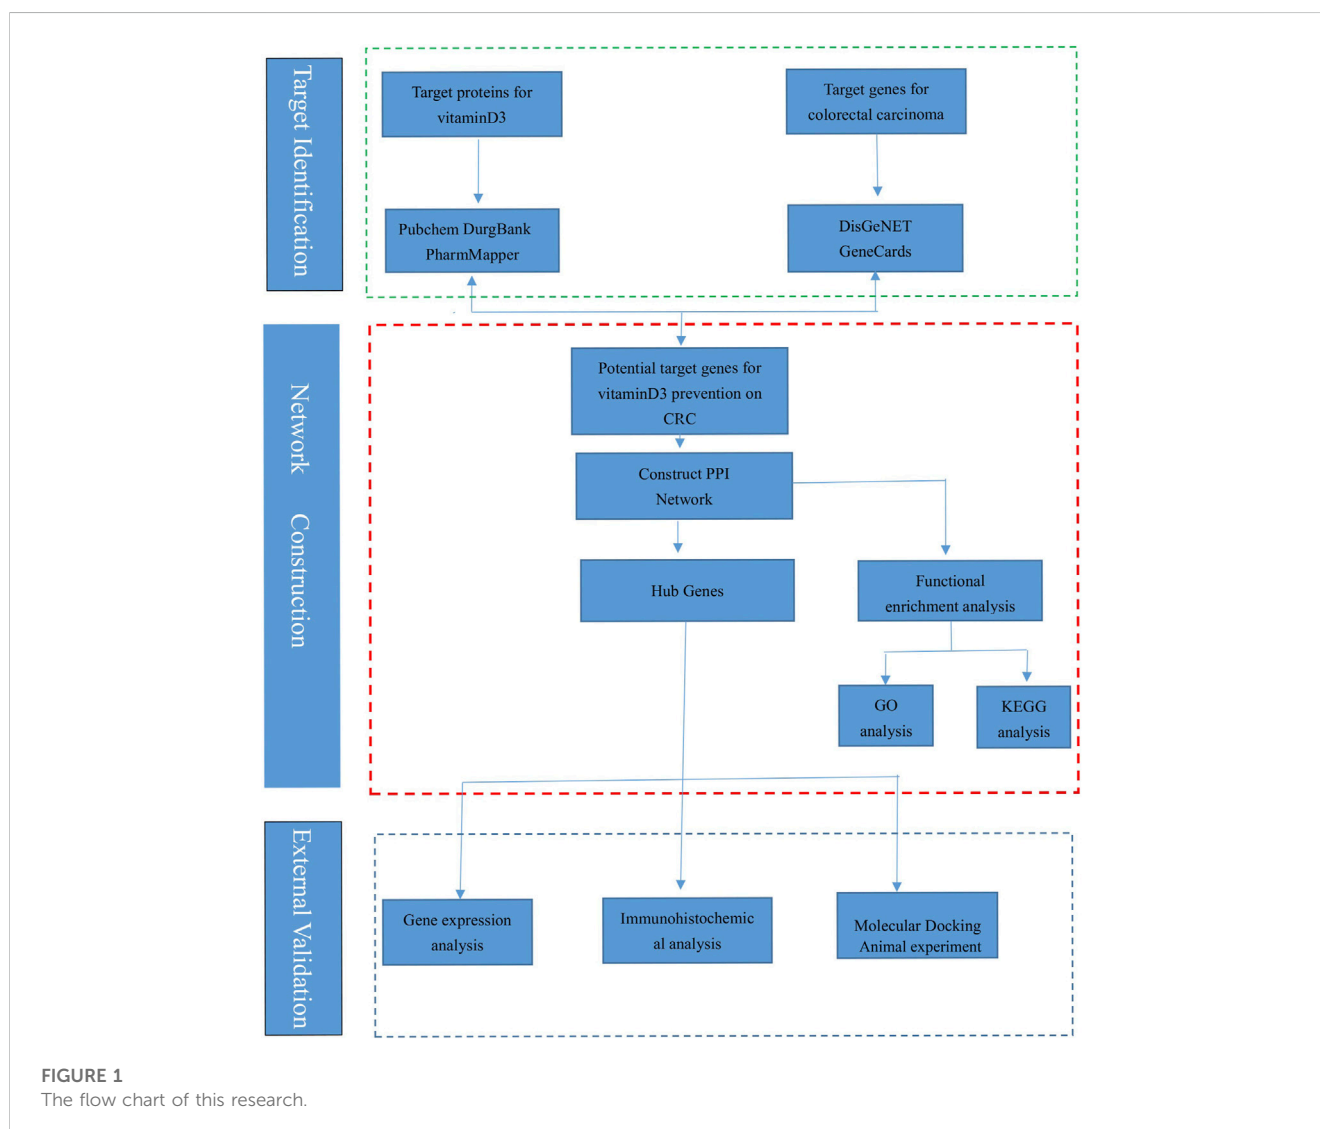 Target Identification
Target proteins for
vitaminD3
Target genes for
colorectal carcinoma
Pubchem DurgBank
PharmMapper
DisGeNET
GeneCards
Network Construction
Potential target genes for
vitaminD3 prevention on
CRC
Construct PPI
Network
Hub Genes
Functional
enrichment analysis
GO
analysis
KEGG
analysis
External Validation
Gene expression
analysis
Immunohistochemic
al analysis
Molecular Docking
Animal experiment
FIGURE 1
The flow chart of this research.